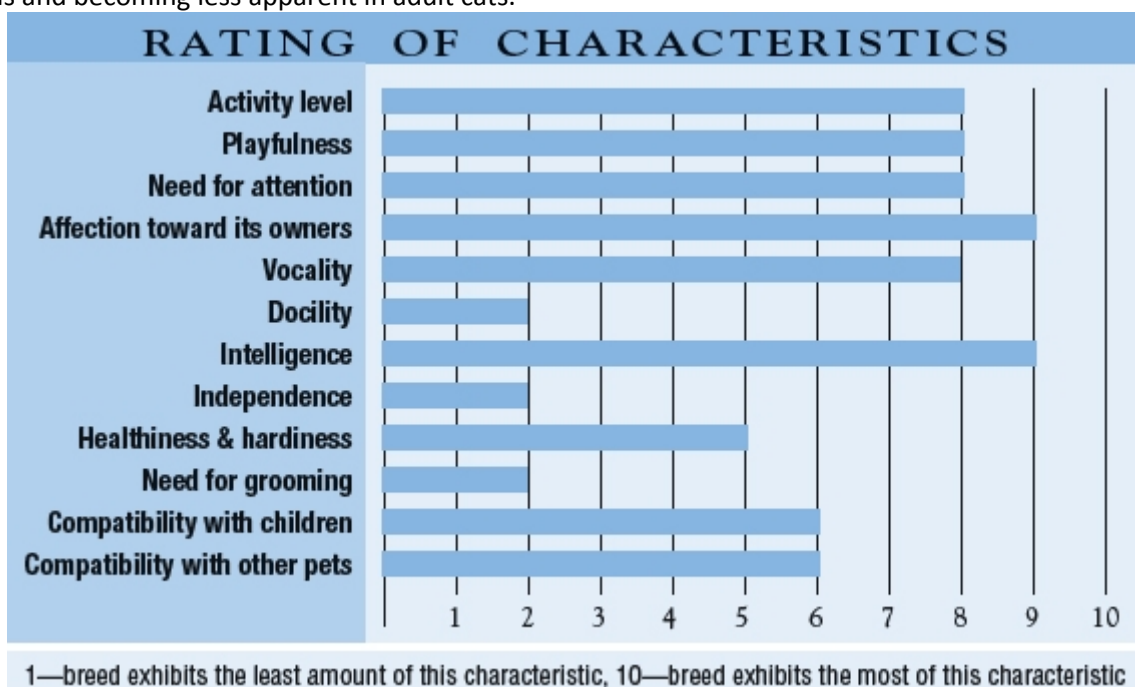 and becoming less apparent in adult cats.
RATING OF CHARACTERISTICS
Activity level
Playfulness
Need for attention
Affection toward its owners
Vocality
Docility
Intelligence
Independence
Healthiness & hardiness
Need for grooming
Compatibility with children
Compatibility with other pets
1 2 3 4 5 6 7 8 9 10
1—breed exhibits the least amount of this characteristic, 10—breed exhibits the most of this characteristic